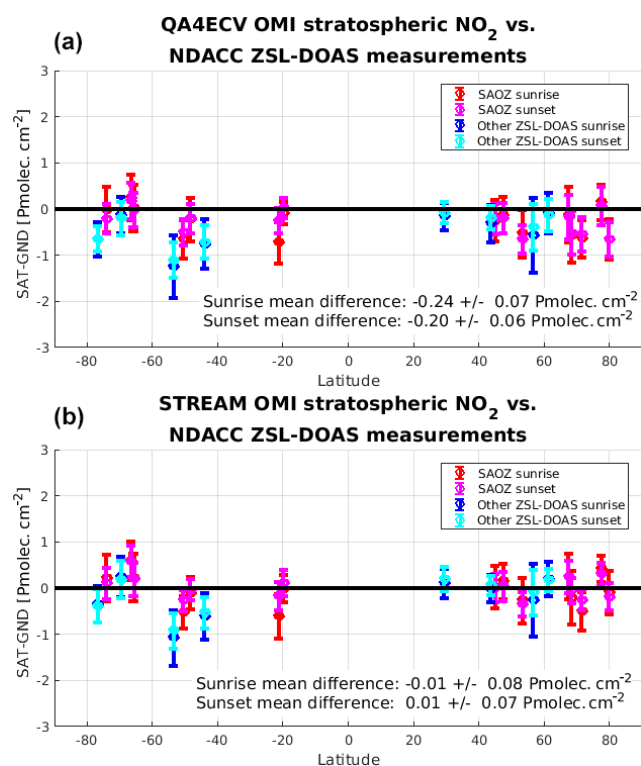 (a)
QA4ECV OMI stratospheric NO2 vs.
NDACC ZSL-DOAS measurements
3
2
1
0
-1
-2
-3
SAT-GND [Pmolec. cm-2]
SAOZ sunrise
SAOZ sunset
Other ZSL-DOAS sunrise
Other ZSL-DOAS sunset
Sunrise mean difference: -0.24 +/- 0.07 Pmolec. cm-2
Sunset mean difference: -0.20 +/- 0.06 Pmolec. cm-2
-80 -60 -40 -20 0 20 40 60 80
Latitude
(b)
STREAM OMI stratospheric NO2 vs.
NDACC ZSL-DOAS measurements
3
2
1
0
-1
-2
-3
SAT-GND [Pmolec. cm-2]
SAOZ sunrise
SAOZ sunset
Other ZSL-DOAS sunrise
Other ZSL-DOAS sunset
Sunrise mean difference: -0.01 +/- 0.08 Pmolec. cm-2
Sunset mean difference: 0.01 +/- 0.07 Pmolec. cm-2
-80 -60 -40 -20 0 20 40 60 80
Latitude